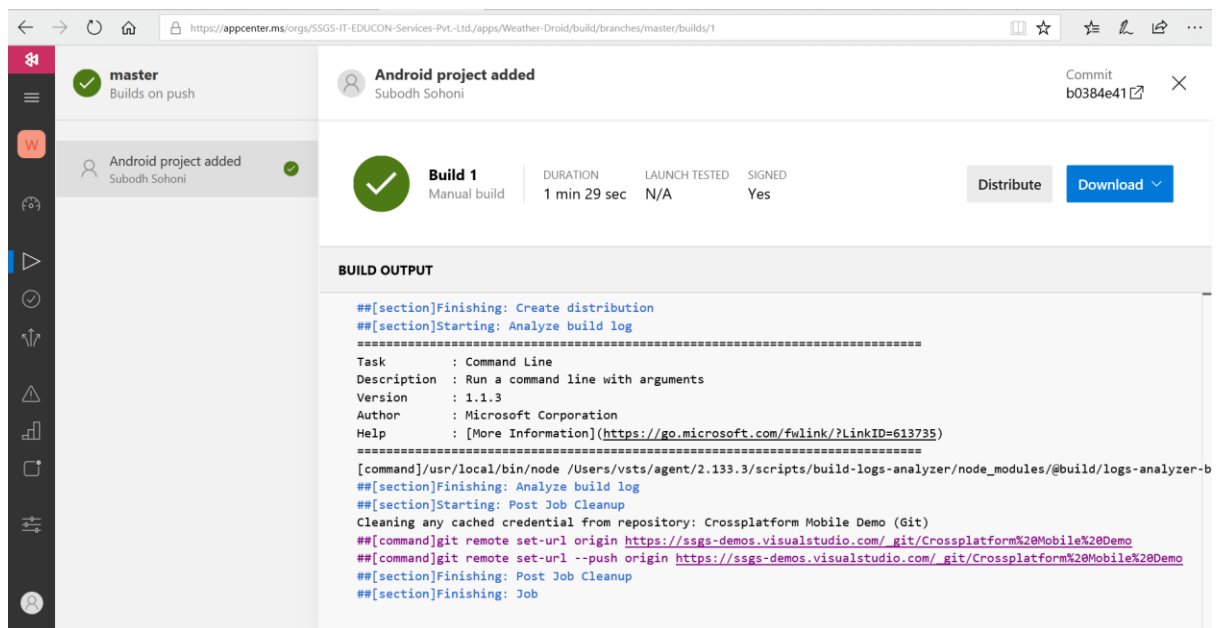 https://appcenter.ms/orgs/SSGS-IT-EDUCON-Services-Pvt.-Ltd./apps/Weather-Droid/build/branches/master/builds/1
W
master
Builds on push
Android project added
Subodh Sohoni
Android project added
Subodh Sohoni
Commit
b0384e41
Build 1
Manual build
DURATION
1 min 29 sec
LAUNCH TESTED
N/A
SIGNED
Yes
Distribute
Download
BUILD OUTPUT
##[section]Finishing: Create distribution
##[section]Starting: Analyze build log
==============================================================================
Task         : Command Line
Description  : Run a command line with arguments
Version      : 1.1.3
Author       : Microsoft Corporation
Help         : [More Information](https://go.microsoft.com/fwlink/?LinkID=613735)
==============================================================================
[command]/usr/local/bin/node /Users/vsts/agent/2.133.3/scripts/build-logs-analyzer/node_modules/@build/logs-analyzer-b
##[section]Finishing: Analyze build log
##[section]Starting: Post Job Cleanup
Cleaning any cached credential from repository: Crossplatform Mobile Demo (Git)
##[command]git remote set-url origin https://ssgs-demos.visualstudio.com/_git/Crossplatform%20Mobile%20Demo
##[command]git remote set-url --push origin https://ssgs-demos.visualstudio.com/_git/Crossplatform%20Mobile%20Demo
##[section]Finishing: Post Job Cleanup
##[section]Finishing: Job